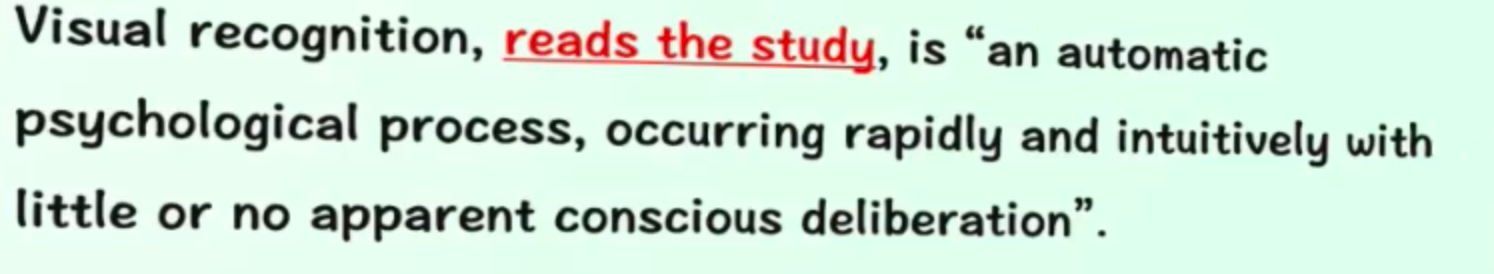 Visual recognition, reads the study, is “an automatic
psychological process, occurring rapidly and intuitively with
little or no apparent conscious deliberation”.